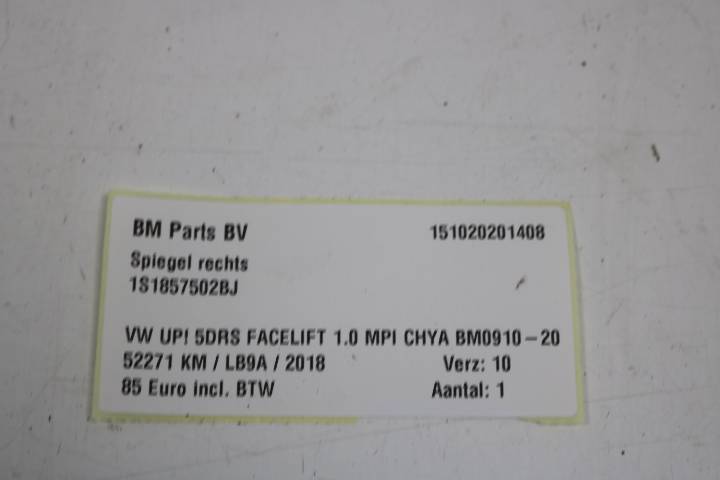 BM Parts BV 151020201408
Spiegel rechts
1S1857502BJ
VW UP! 5DRS FACELIFT 1.0 MPI CHYA BM0910-20
52271 KM / LB9A / 2018 Verz: 10
85 Euro incl. BTW Aantal: 1